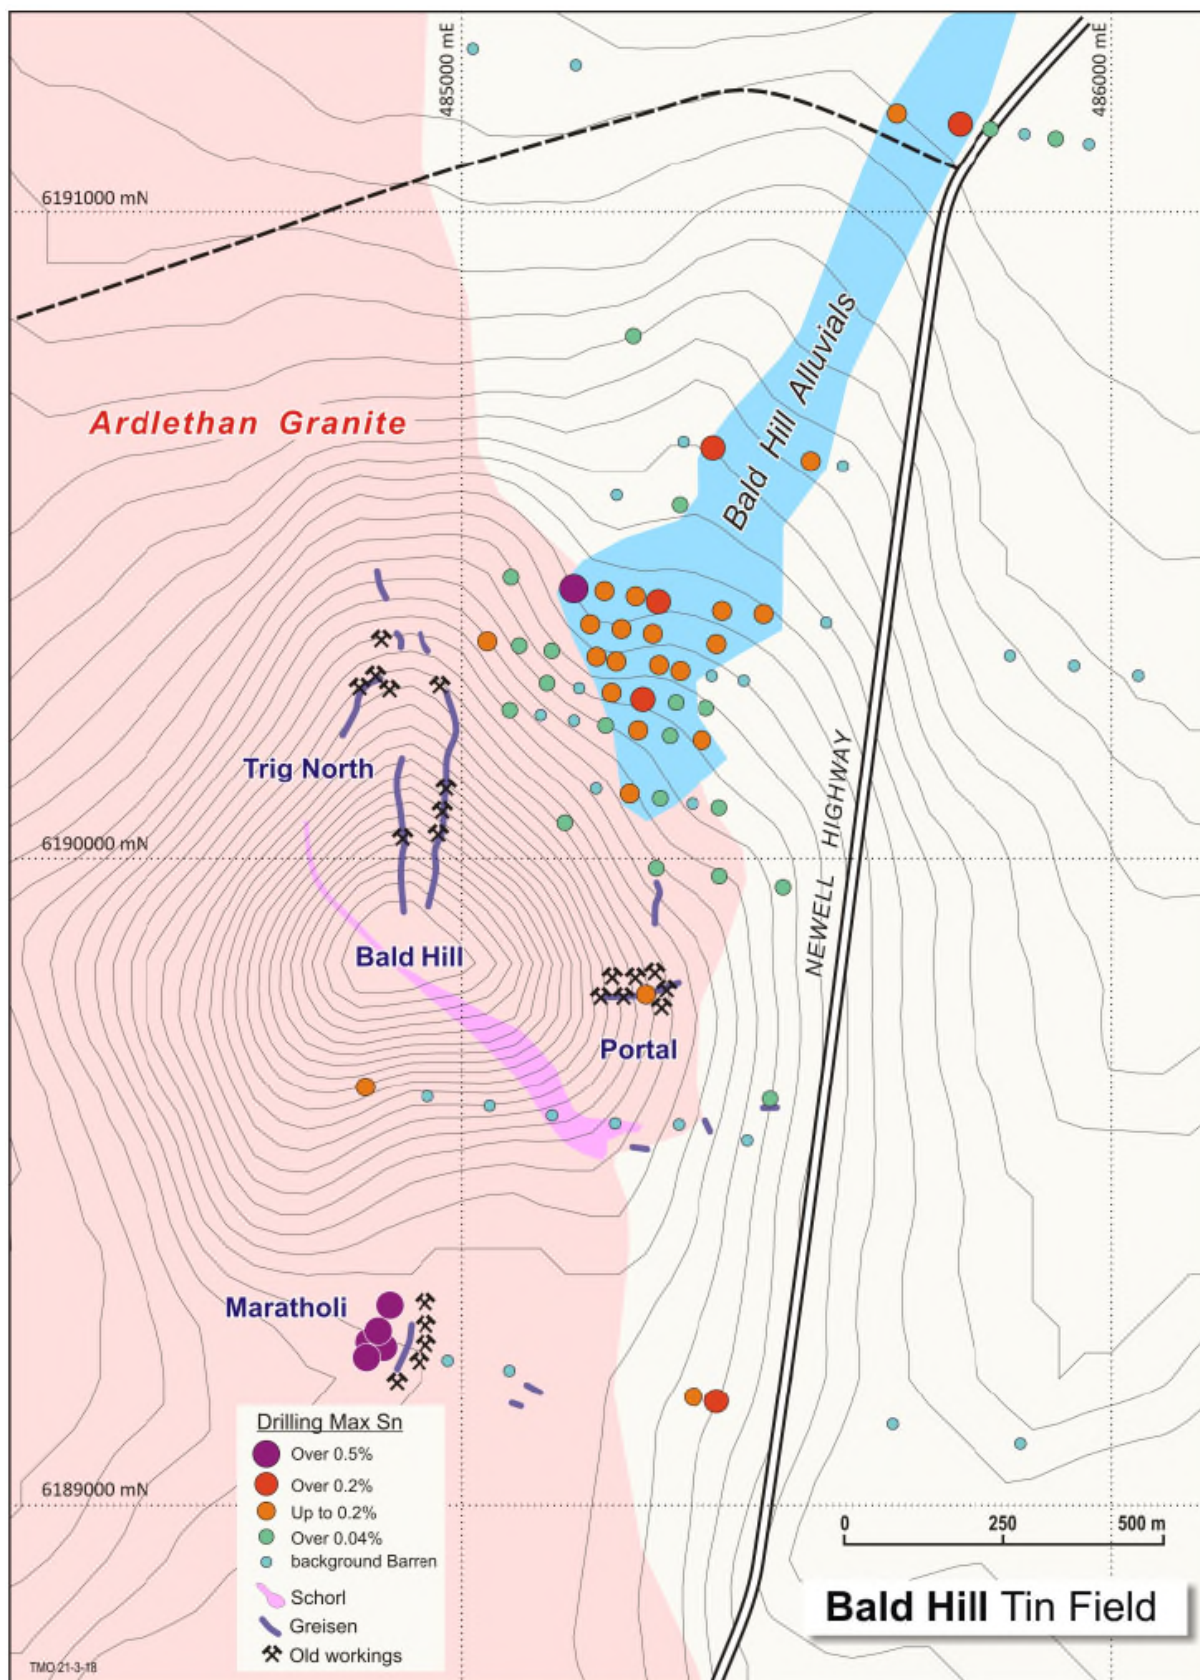 485000 mE
486000 mE
6191000 mN
Bald Hill Alluvials
Ardlethan Granite
Trig North
NEWELL HIGHWAY
6190000 mN
Bald Hill
Portal
Maratholi
Drilling Max Sn
Over 0.5%
Over 0.2%
Up to 0.2%
Over 0.04%
background Barren
Schorl
Greisen
Old workings
6189000 mN
0 250 500 m
Bald Hill Tin Field
TMO 21-3-18